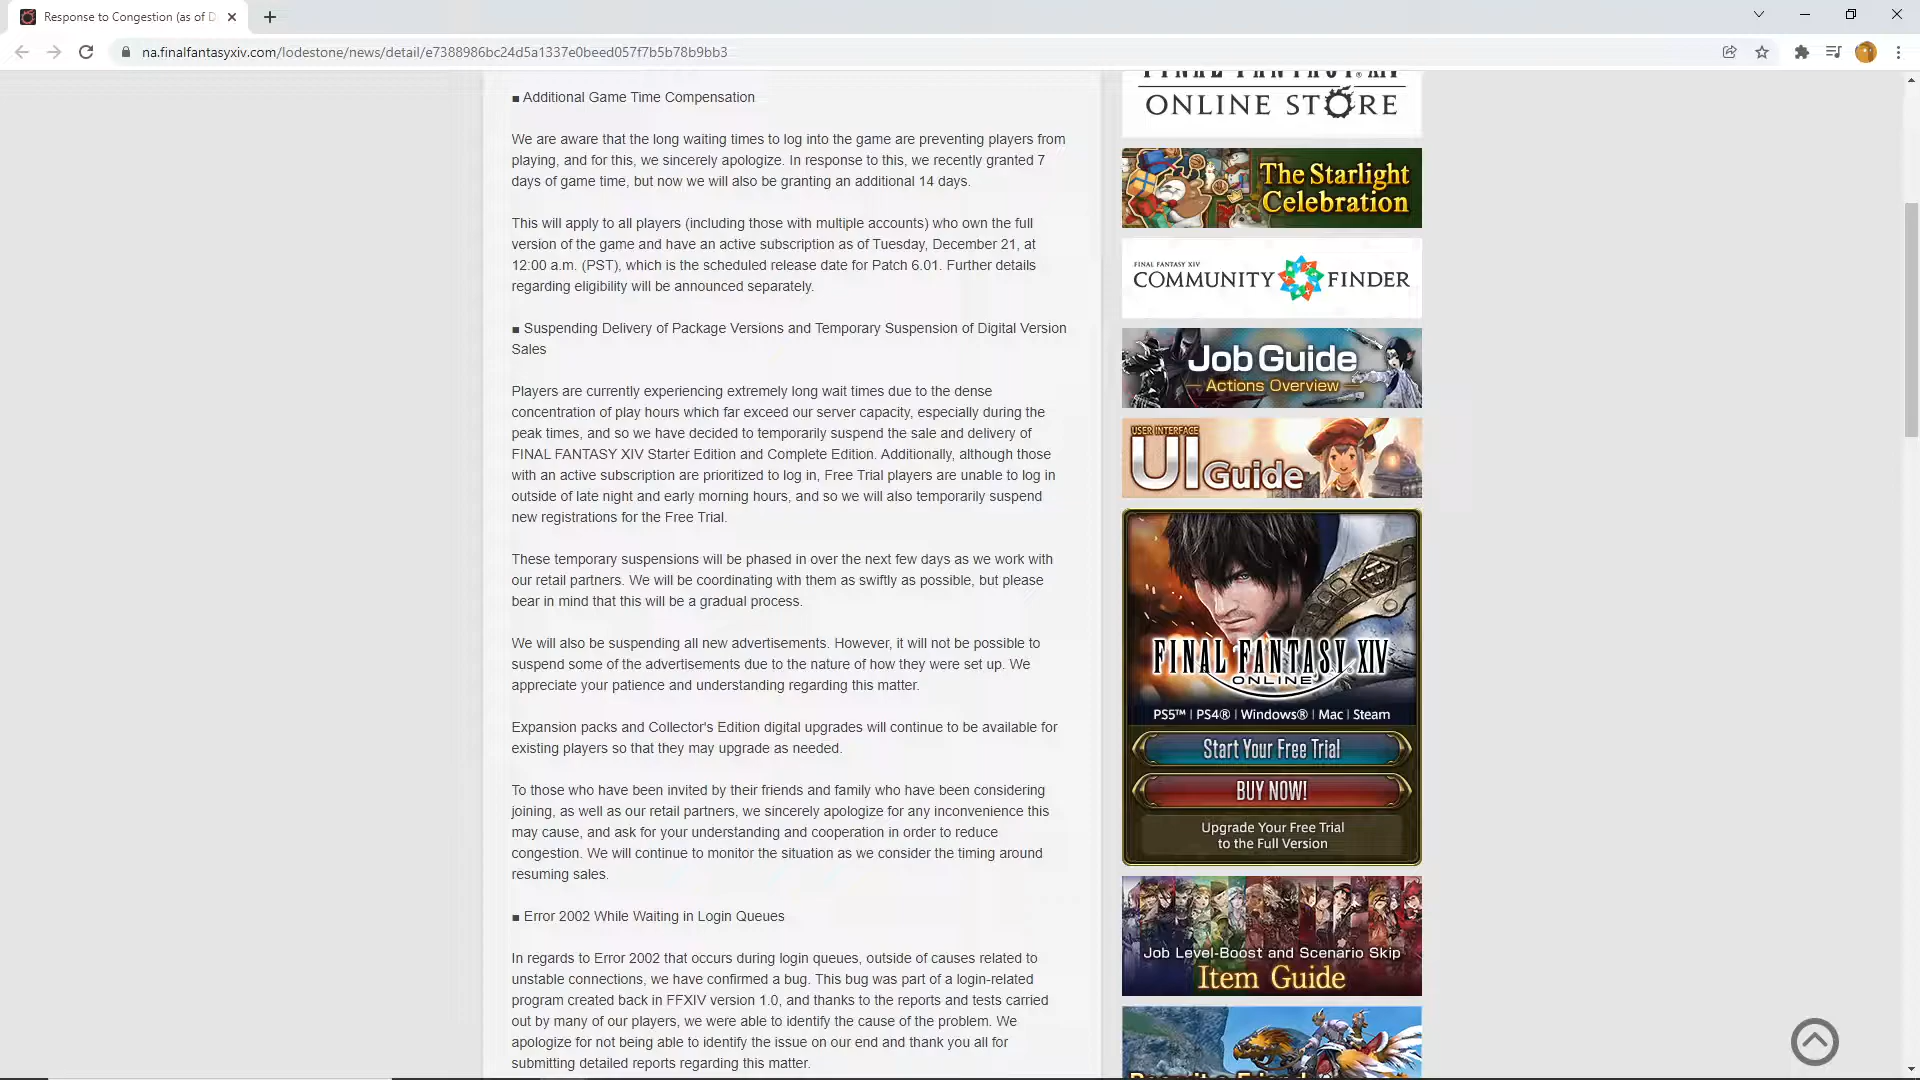 Response to Congestion (as of D
na.finalfantasyxiv.com/lodestone/news/detail/e7388986bc24d5a1337e0beed057f7b5b78b9bb3
■ Additional Game Time Compensation
We are aware that the long waiting times to log into the game are preventing players from
playing, and for this, we sincerely apologize. In response to this, we recently granted 7
days of game time, but now we will also be granting an additional 14 days.
This will apply to all players (including those with multiple accounts) who own the full
version of the game and have an active subscription as of Tuesday, December 21, at
12:00 a.m. (PST), which is the scheduled release date for Patch 6.01. Further details
regarding eligibility will be announced separately.
■ Suspending Delivery of Package Versions and Temporary Suspension of Digital Version
Sales
Players are currently experiencing extremely long wait times due to the dense
concentration of play hours which far exceed our server capacity, especially during the
peak times, and so we have decided to temporarily suspend the sale and delivery of
FINAL FANTASY XIV Starter Edition and Complete Edition. Additionally, although those
with an active subscription are prioritized to log in, Free Trial players are unable to log in
outside of late night and early morning hours, and so we will also temporarily suspend
new registrations for the Free Trial.
These temporary suspensions will be phased in over the next few days as we work with
our retail partners. We will be coordinating with them as swiftly as possible, but please
bear in mind that this will be a gradual process.
We will also be suspending all new advertisements. However, it will not be possible to
suspend some of the advertisements due to the nature of how they were set up. We
appreciate your patience and understanding regarding this matter.
Expansion packs and Collector's Edition digital upgrades will continue to be available for
existing players so that they may upgrade as needed.
To those who have been invited by their friends and family who have been considering
joining, as well as our retail partners, we sincerely apologize for any inconvenience this
may cause, and ask for your understanding and cooperation in order to reduce
congestion. We will continue to monitor the situation as we consider the timing around
resuming sales.
■ Error 2002 While Waiting in Login Queues
In regards to Error 2002 that occurs during login queues, outside of causes related to
unstable connections, we have confirmed a bug. This bug was part of a login-related
program created back in FFXIV version 1.0, and thanks to the reports and tests carried
out by many of our players, we were able to identify the cause of the problem. We
apologize for not being able to identify the issue on our end and thank you all for
submitting detailed reports regarding this matter.
FINAL FANTASY XIV
ONLINE STORE
The Starlight
Celebration
FINAL FANTASY XIV
COMMUNITY FINDER
Job Guide
Actions Overview
USER INTERFACE
UI Guide
FINAL FANTASY XIV
ONLINE
PS5™ | PS4® | Windows® | Mac | Steam
Start Your Free Trial
BUY NOW!
Upgrade Your Free Trial
to the Full Version
Job Level-Boost and Scenario Skip
Item Guide
Recruit a Friend